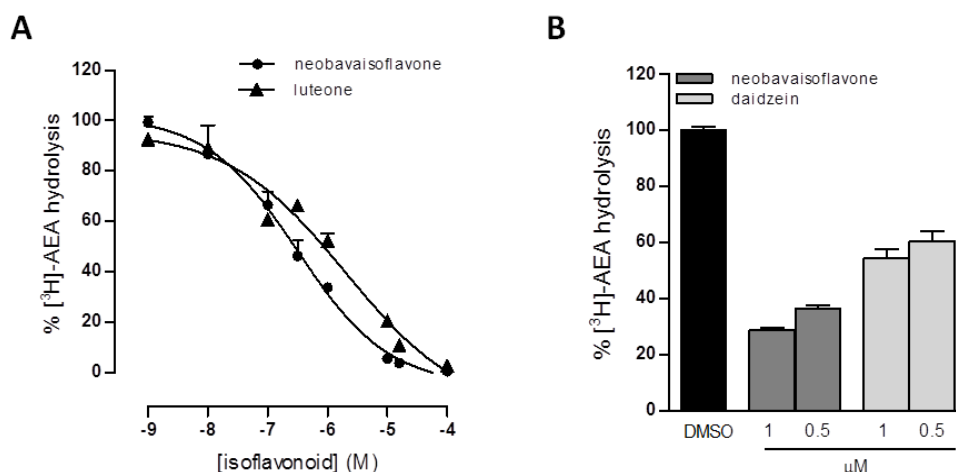 A
neobavaisoflavone
luteone
% [³H]-AEA hydrolysis
120
100
80
60
40
20
0
-9 -8 -7 -6 -5 -4
[isoflavonoid] (M)
B
neobavaisoflavone
daidzein
% [³H]-AEA hydrolysis
120
100
80
60
40
20
0
DMSO 1 0.5 1 0.5
μM